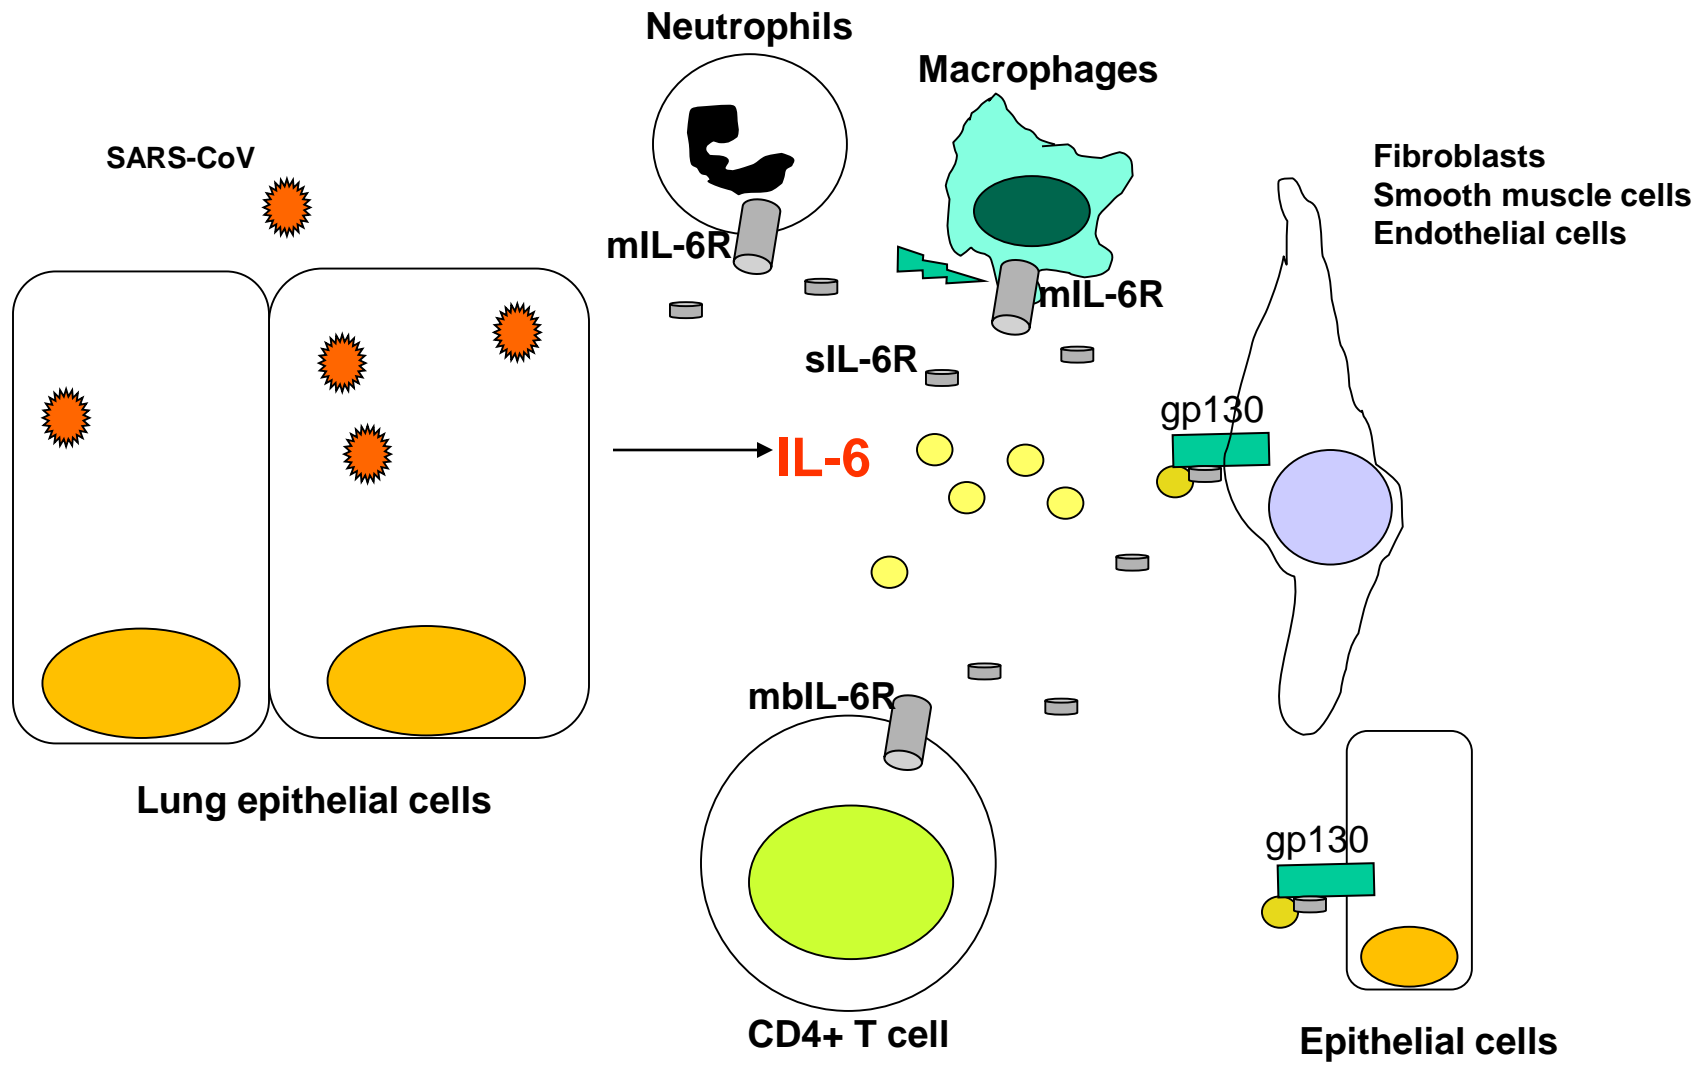 Neutrophils
Macrophages
SARS-CoV
Fibroblasts
Smooth muscle cells
Endothelial cells
mIL-6R
mIL-6R
sIL-6R
gp130
IL-6
mbIL-6R
Lung epithelial cells
gp130
CD4+ T cell
Epithelial cells